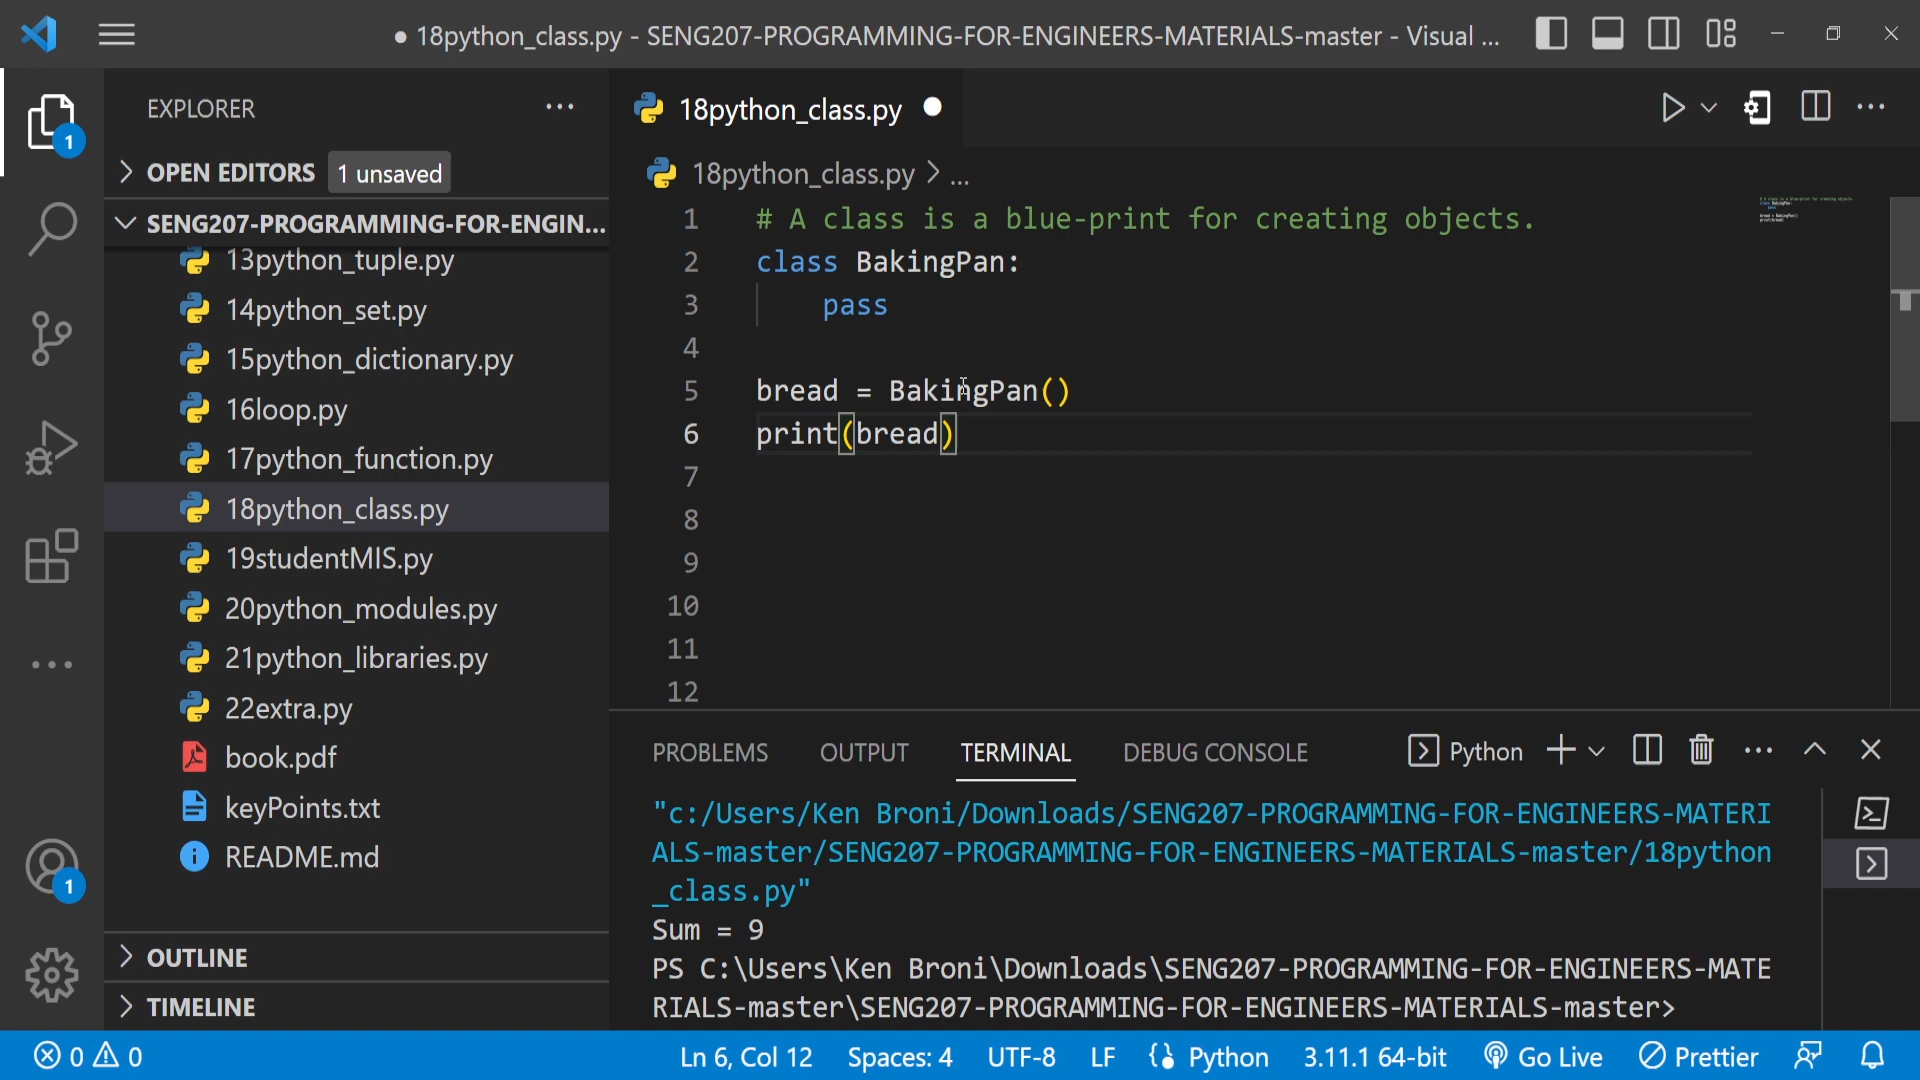 ● 18python_class.py - SENG207-PROGRAMMING-FOR-ENGINEERS-MATERIALS-master - Visual ...
EXPLORER
1
OPEN EDITORS 1 unsaved
SENG207-PROGRAMMING-FOR-ENGIN...
13python_tuple.py
14python_set.py
15python_dictionary.py
16loop.py
17python_function.py
18python_class.py
19studentMIS.py
20python_modules.py
21python_libraries.py
22extra.py
book.pdf
keyPoints.txt
README.md
1
OUTLINE
TIMELINE
18python_class.py
18python_class.py > ...
1 # A class is a blue-print for creating objects.
2 class BakingPan:
3 pass
4
5 bread = BakingPan()
6 print(bread)
7
8
9
10
11
12
PROBLEMS OUTPUT TERMINAL DEBUG CONSOLE Python
"c:/Users/Ken Broni/Downloads/SENG207-PROGRAMMING-FOR-ENGINEERS-MATERI
ALS-master/SENG207-PROGRAMMING-FOR-ENGINEERS-MATERIALS-master/18python
_class.py"
Sum = 9
PS C:\Users\Ken Broni\Downloads\SENG207-PROGRAMMING-FOR-ENGINEERS-MATE
RIALS-master\SENG207-PROGRAMMING-FOR-ENGINEERS-MATERIALS-master>
0 0 Ln 6, Col 12 Spaces: 4 UTF-8 LF Python 3.11.1 64-bit Go Live Prettier